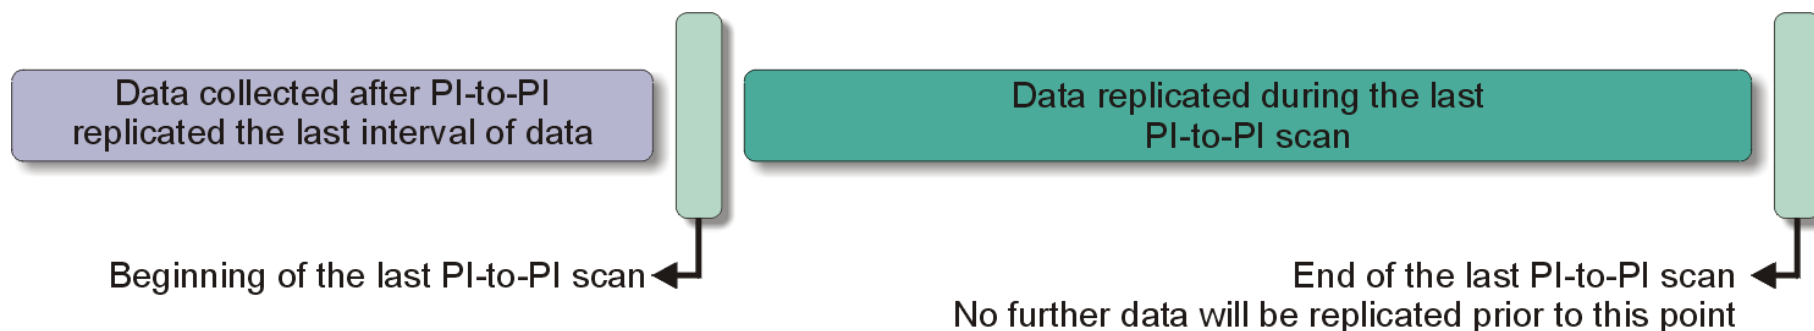 Data collected after PI-to-PI
replicated the last interval of data
Data replicated during the last
PI-to-PI scan
Beginning of the last PI-to-PI scan
End of the last PI-to-PI scan
No further data will be replicated prior to this point